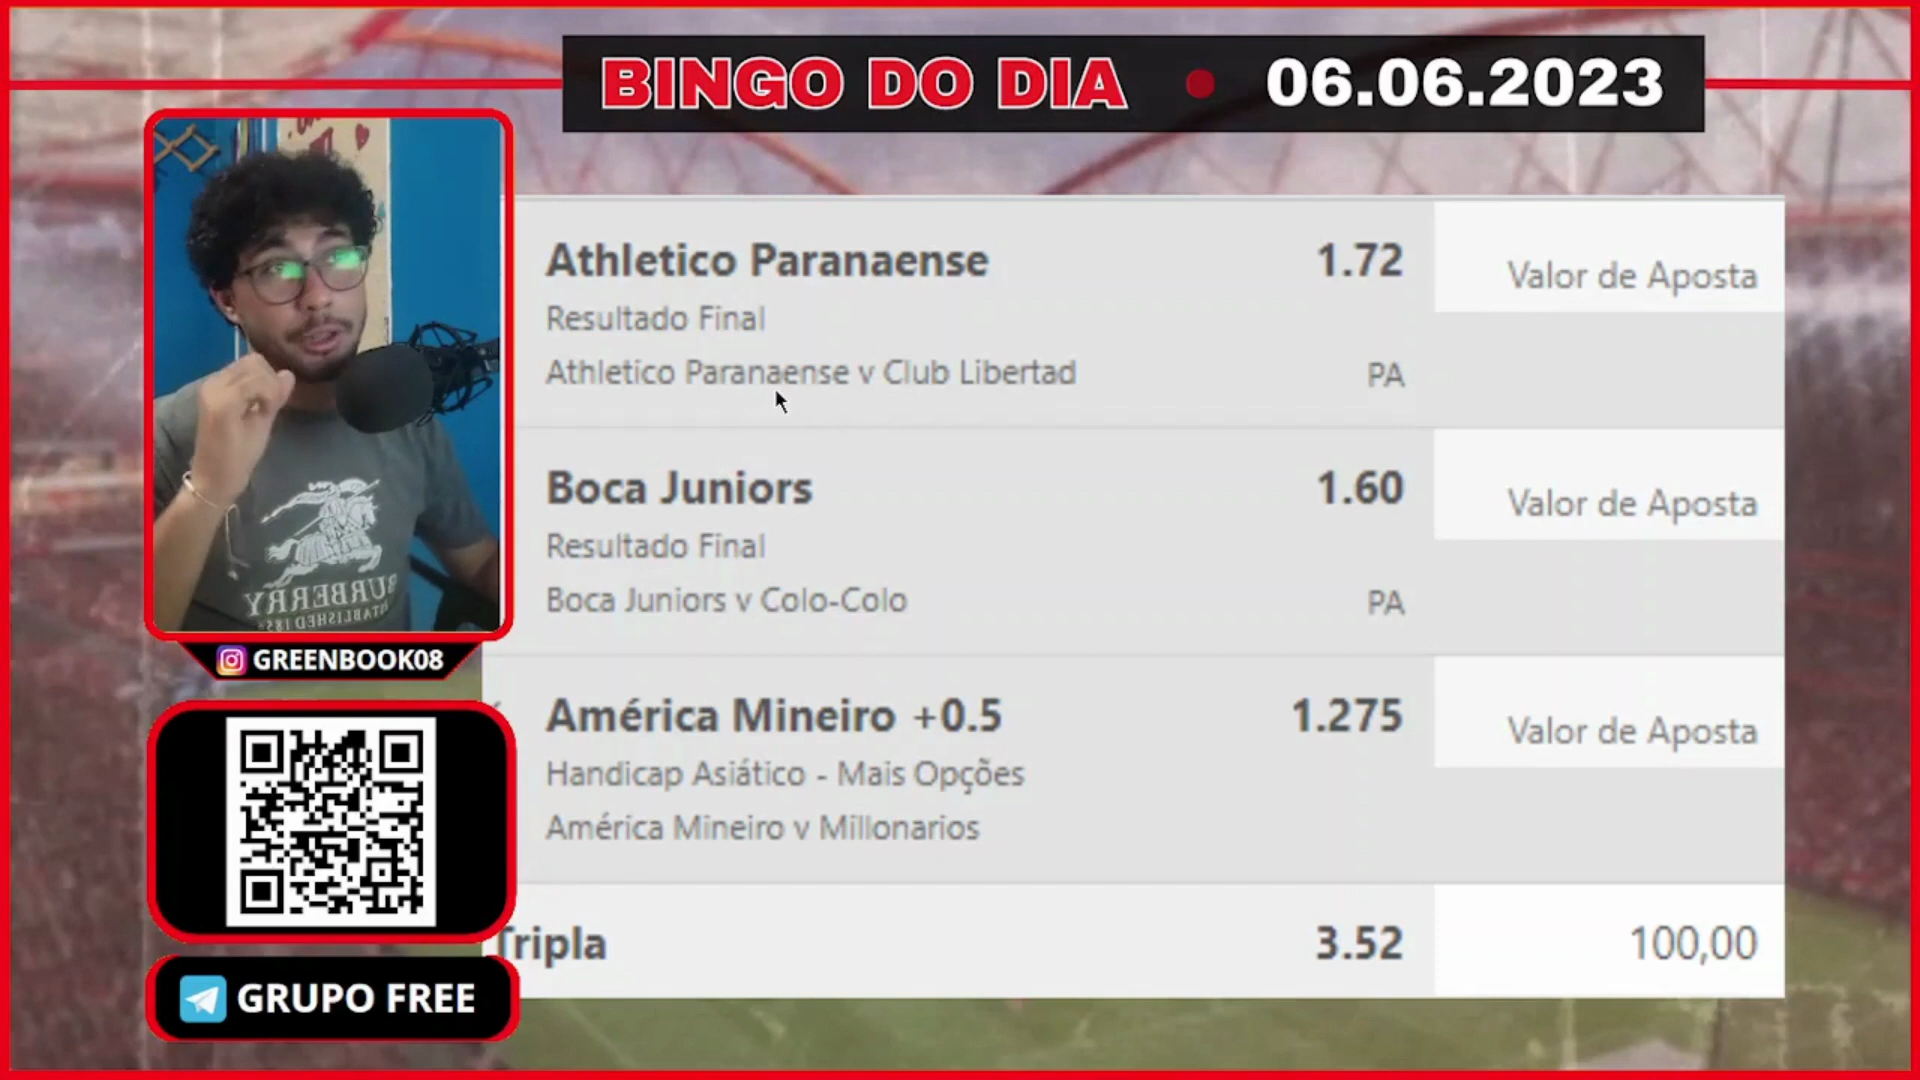 BINGO DO DIA • 06.06.2023
Athletico Paranaense 1.72 Valor de Aposta
Resultado Final
Athletico Paranaense v Club Libertad PA
Boca Juniors 1.60 Valor de Aposta
Resultado Final
Boca Juniors v Colo-Colo PA
América Mineiro +0.5 1.275 Valor de Aposta
Handicap Asiático - Mais Opções
América Mineiro v Millonarios
Tripla 3.52 100,00
BURBERRY
GREENBOOK08
GRUPO FREE